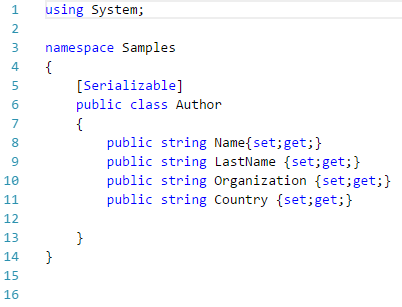 1 using System;
2
3 namespace Samples
4 {
5     [Serializable]
6     public class Author
7     {
8         public string Name{set;get;}
9         public string LastName {set;get;}
10         public string Organization {set;get;}
11         public string Country {set;get;}
12
13     }
14 }
15
16